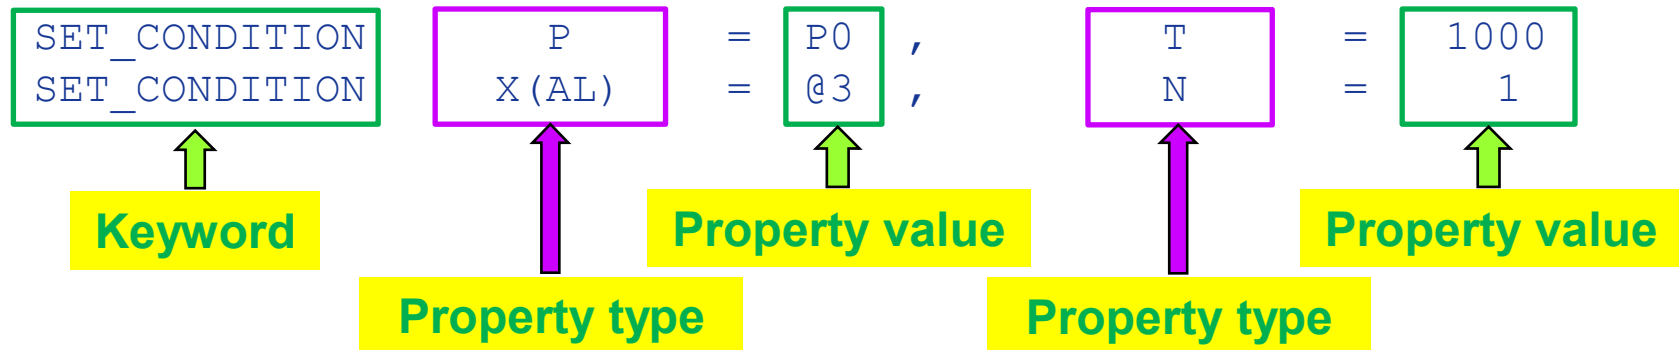 SET_CONDITION P = P0 , T = 1000
SET_CONDITION X(AL) = @3 , N = 1
Keyword Property value Property value
Property type Property type